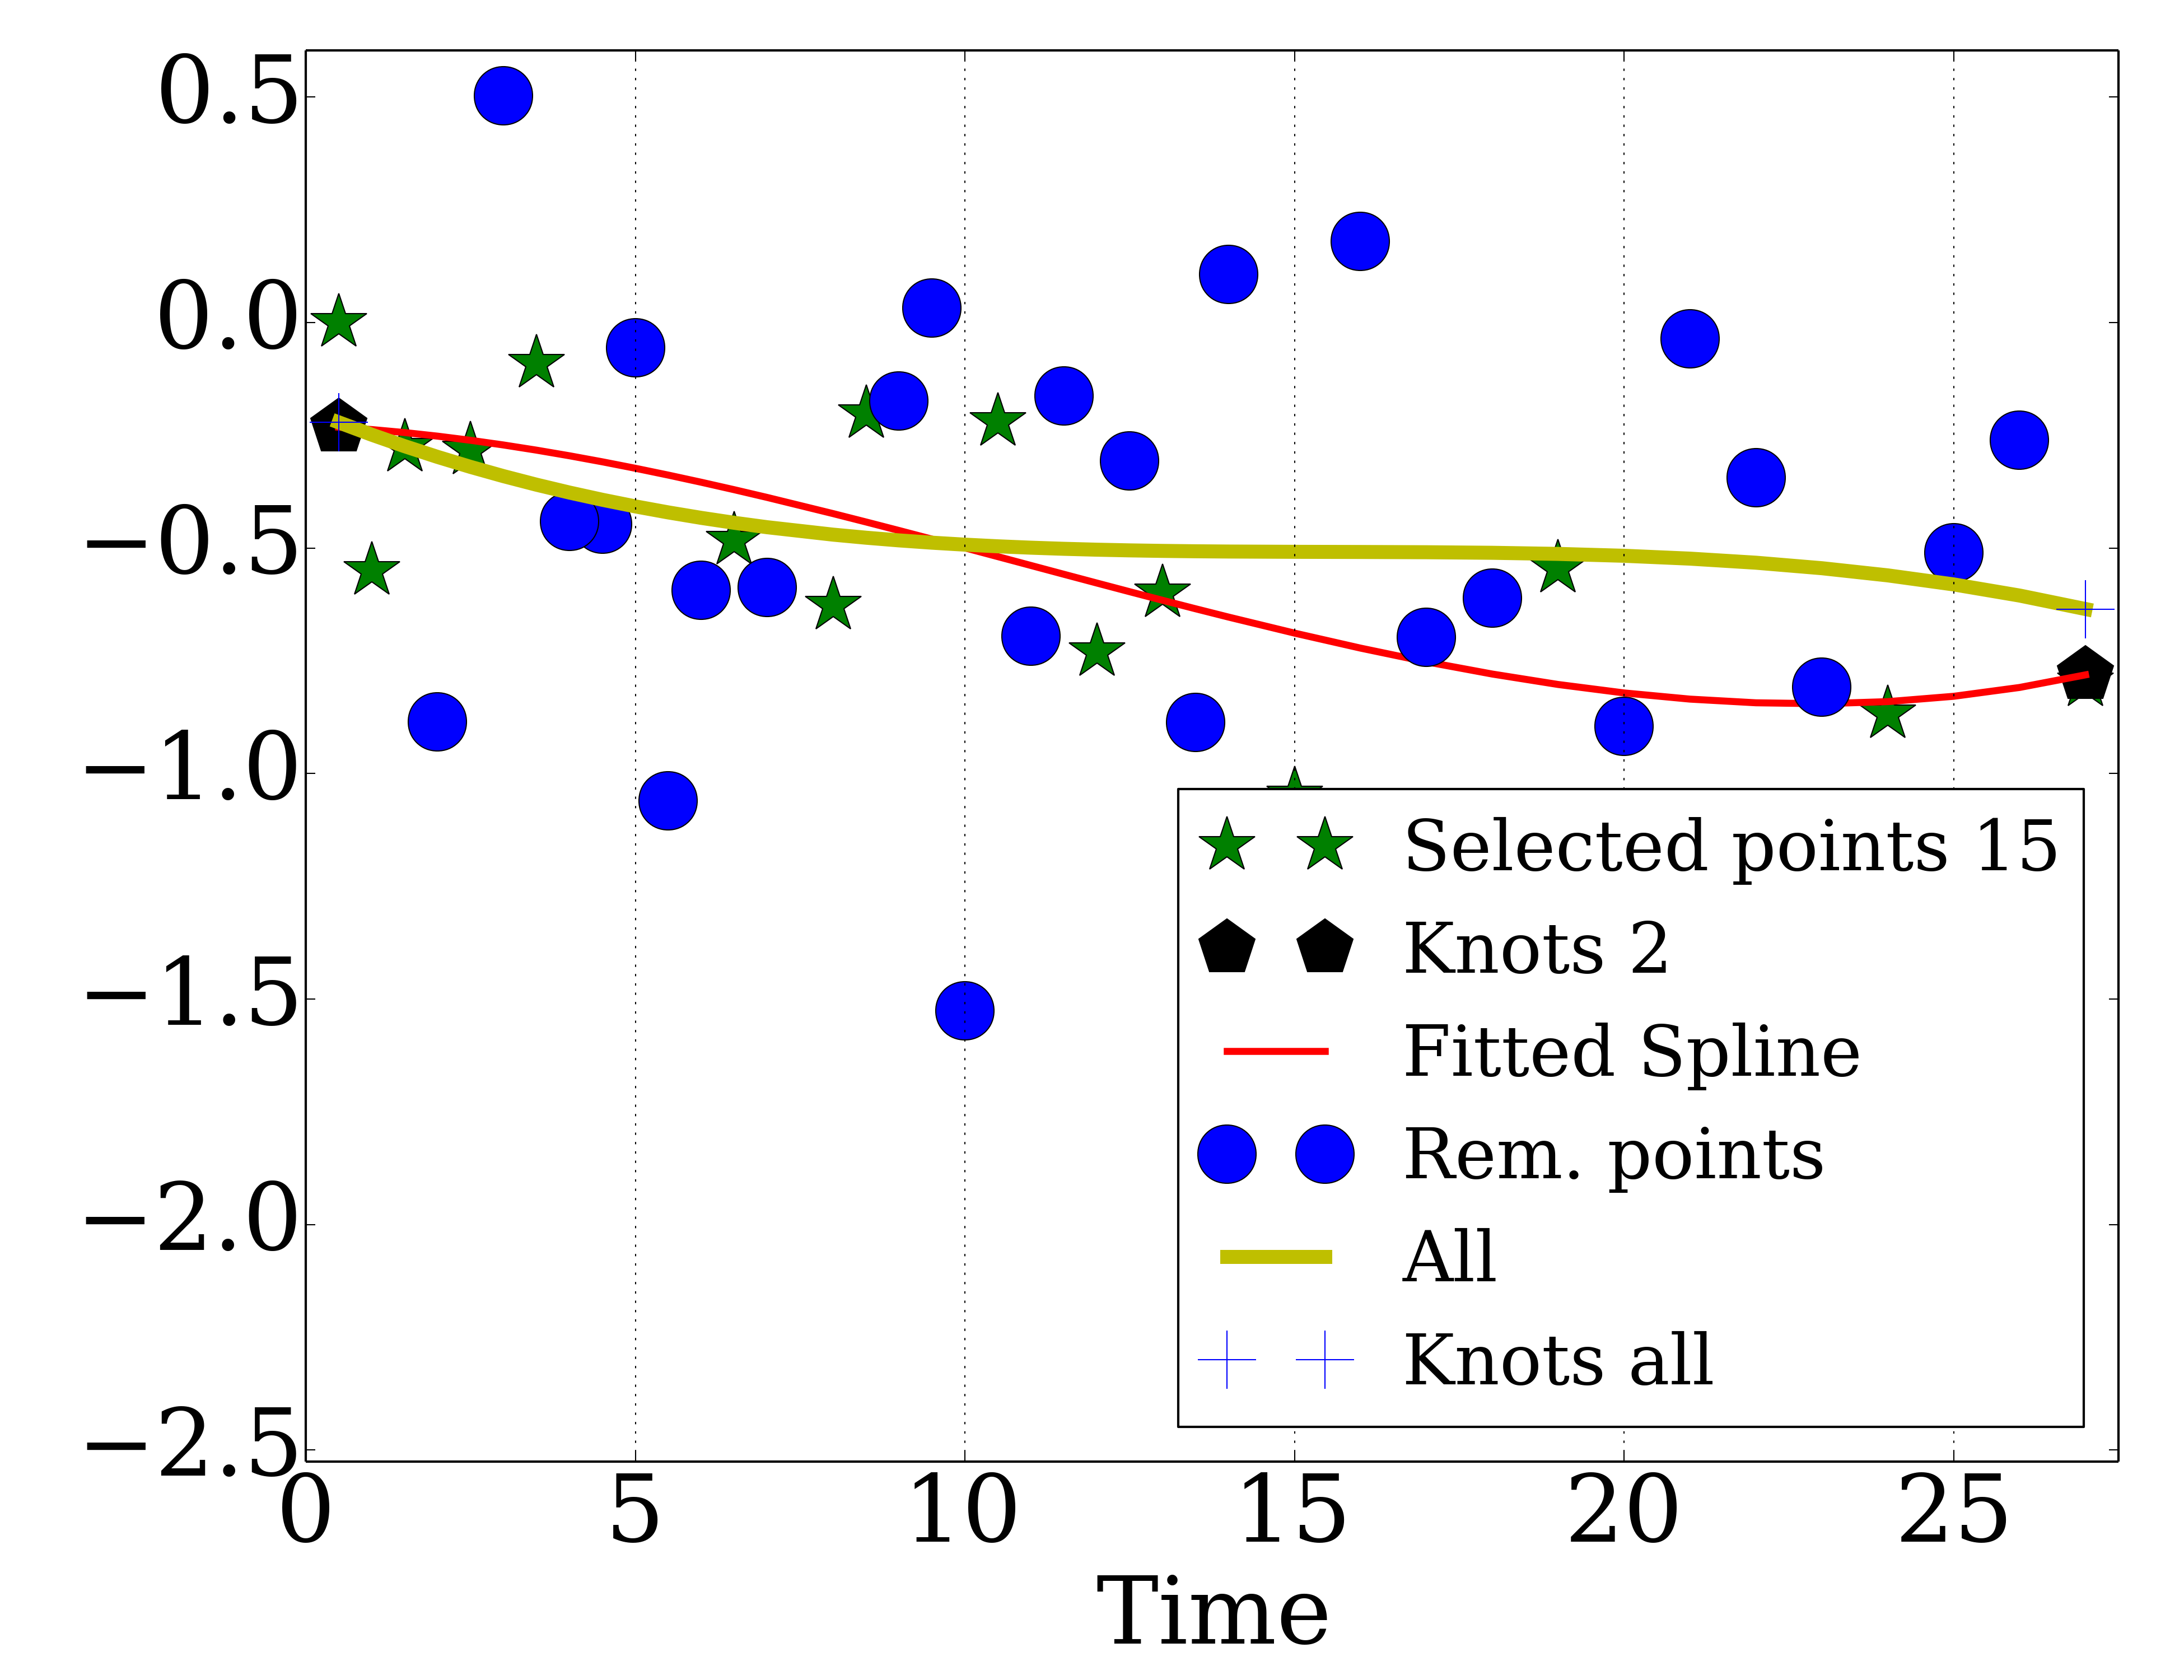 0.5
0.0
−0.5
−1.0
−1.5
−2.0
−2.5
Selected points 15
Knots 2
Fitted Spline
Rem. points
All
Knots all
0 5 10 15 20 25
Time